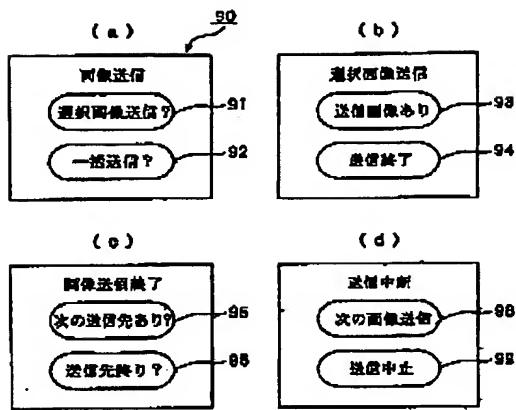 90
(a)
画像送信
選択画像送信?
91
一括送信?
92
(b)
選択画像送信
送信画像あり
93
送信終了
94
(c)
画像送信終了
次の送信先あり?
95
送信先終り?
96
(d)
送信中断
次の画像送信
98
送信中止
99